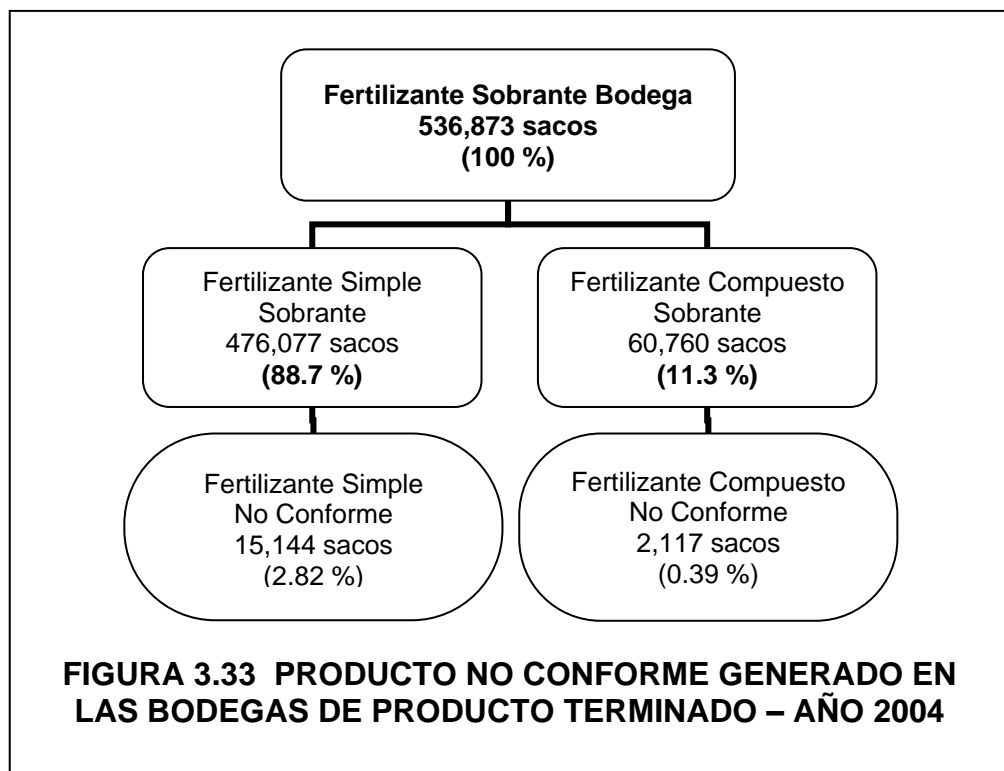 Fertilizante Sobrante Bodega
536,873 sacos
(100 %)
Fertilizante Simple
Sobrante
476,077 sacos
(88.7 %)
Fertilizante Compuesto
Sobrante
60,760 sacos
(11.3 %)
Fertilizante Simple
No Conforme
15,144 sacos
(2.82 %)
Fertilizante Compuesto
No Conforme
2,117 sacos
(0.39 %)
FIGURA 3.33 PRODUCTO NO CONFORME GENERADO EN
LAS BODEGAS DE PRODUCTO TERMINADO – AÑO 2004